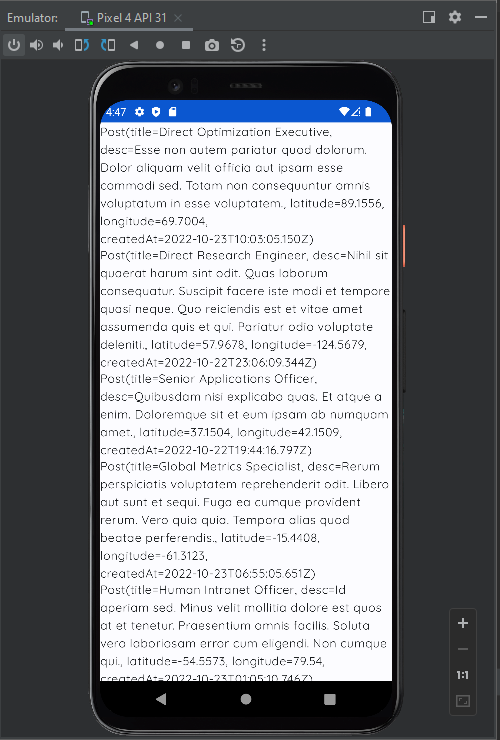 Emulator: Pixel 4 API 31
4:47
Post(title=Direct Optimization Executive,
desc=Esse non autem pariatur quod dolorum.
Dolor aliquam velit officia aut ipsam esse
commodi sed. Totam non consequuntur omnis
voluptatum in esse voluptatem., latitude=89.1556,
longitude=69.7004,
createdAt=2022-10-23T10:03:05.150Z)
Post(title=Direct Research Engineer, desc=Nihil sit
quaerat harum sint odit. Quas laborum
consequatur. Suscipit facere iste modi et tempore
quasi neque. Quo reiciendis est et vitae amet
assumenda quis et qui. Pariatur odio voluptate
deleniti., latitude=57.9678, longitude=-124.5679,
createdAt=2022-10-22T23:06:09.344Z)
Post(title=Senior Applications Officer,
desc=Quibusdam nisi explicabo quas. Et atque a
enim. Doloremque sit et eum ipsam ab numquam
amet., latitude=37.1504, longitude=42.1509,
createdAt=2022-10-22T19:44:16.797Z)
Post(title=Global Metrics Specialist, desc=Rerum
perspiciatis voluptatem reprehenderit odit. Libero
aut sunt et sequi. Fuga ea cumque provident
rerum. Vero quia quia. Tempora alias quod
beatae perferendis., latitude=-15.4408,
longitude=-61.3123,
createdAt=2022-10-23T06:55:05.651Z)
Post(title=Human Intranet Officer, desc=Id
aperiam sed. Minus velit mollitia dolore est quos
at et tenetur. Praesentium omnis facilis. Soluta
vero laboriosam error cum eligendi. Non cumque
qui., latitude=-54.5573, longitude=79.54,
createdAt=2022-10-23T01:05:10.746Z)
1:1